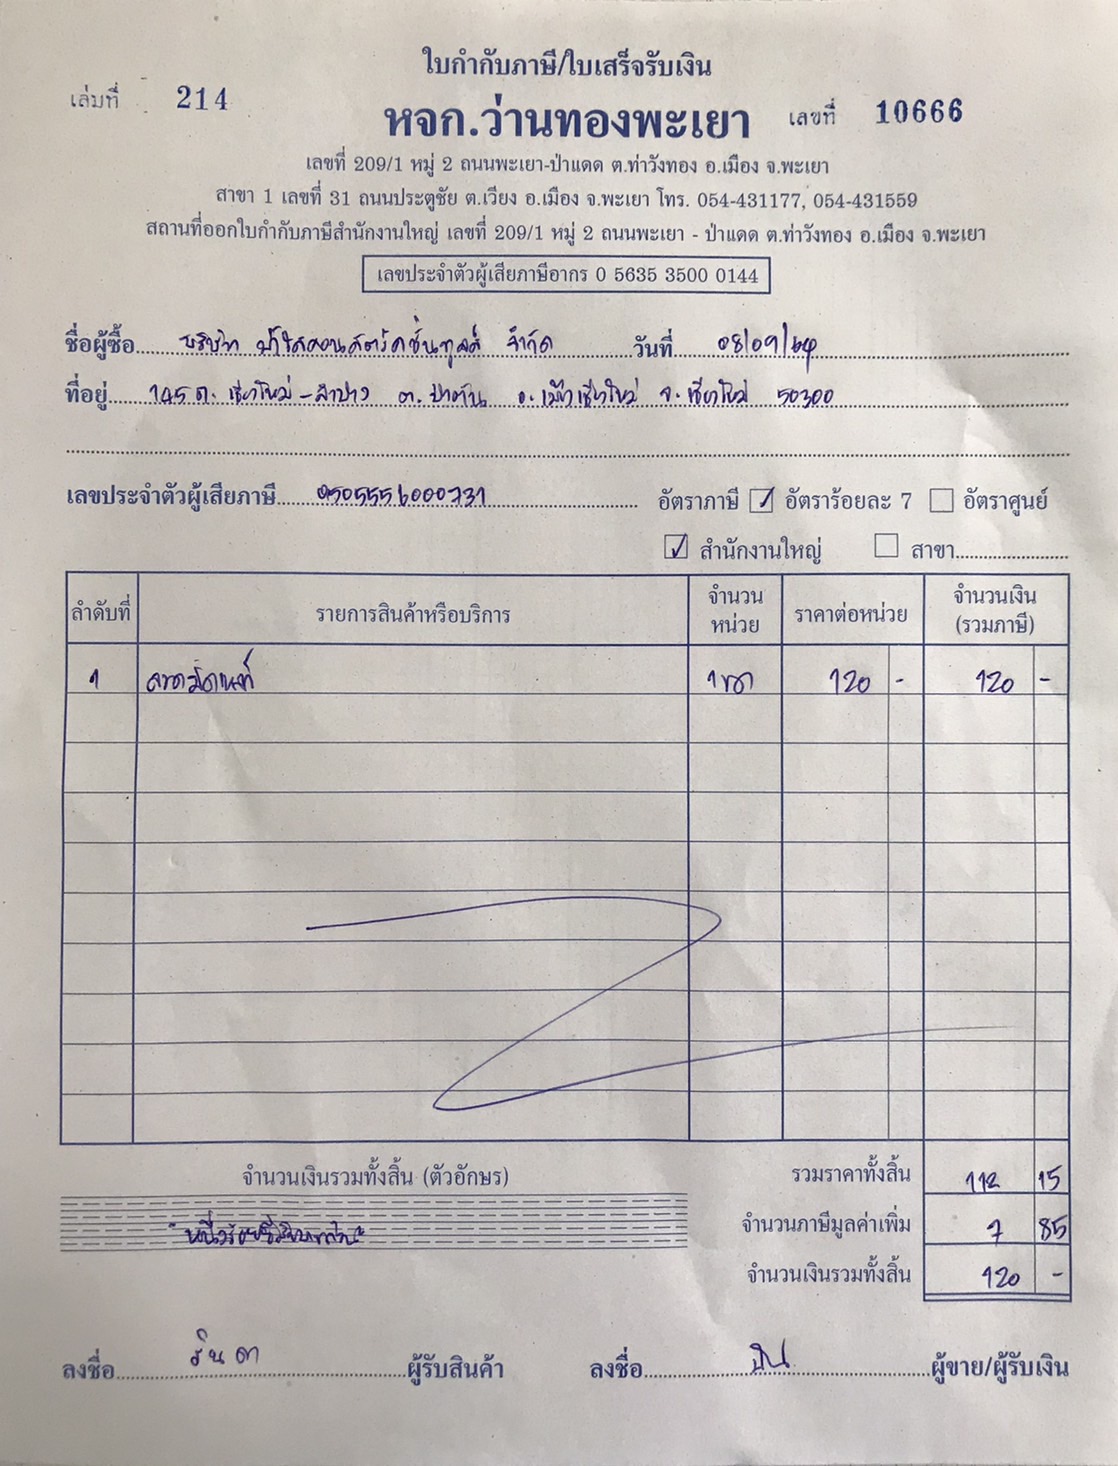 ใบกำกับภาษี/ใบเสร็จรับเงิน
เล่มที่ 214
หจก.ว่านทองพะเยา
เลขที่ 10666
เลขที่ 209/1 หมู่ 2 ถนนพะเยา-ป่าแดด ต.ท่าวังทอง อ.เมือง จ.พะเยา
สาขา 1 เลขที่ 31 ถนนประตูชัย ต.เวียง อ.เมือง จ.พะเยา โทร. 054-431177, 054-431559
สถานที่ออกใบกำกับภาษีสำนักงานใหญ่ เลขที่ 209/1 หมู่ 2 ถนนพะเยา - ป่าแดด ต.ท่าวังทอง อ.เมือง จ.พะเยา
เลขประจำตัวผู้เสียภาษีอากร 0 5635 3500 0144
ชื่อผู้ซื้อ บริษัท จำกัด วันที่ 08/09/64
ที่อยู่ 145 ถ. เชียงใหม่-ลำปาง ต. ป่าตัน อ. เมืองเชียงใหม่ จ. เชียงใหม่ 50300
เลขประจำตัวผู้เสียภาษี 0505556000731 อัตราภาษี ✓ อัตราร้อยละ 7 อัตราศูนย์
✓ สำนักงานใหญ่ สาขา
ลำดับที่ รายการสินค้าหรือบริการ จำนวนหน่วย ราคาต่อหน่วย จำนวนเงิน (รวมภาษี)
1 120 - 120 -
จำนวนเงินรวมทั้งสิ้น (ตัวอักษร) รวมราคาทั้งสิ้น 112 15
หนึ่งร้อยยี่สิบบาทถ้วน จำนวนภาษีมูลค่าเพิ่ม 7 85
จำนวนเงินรวมทั้งสิ้น 120 -
ลงชื่อ ผู้รับสินค้า ลงชื่อ ผู้ขาย/ผู้รับเงิน